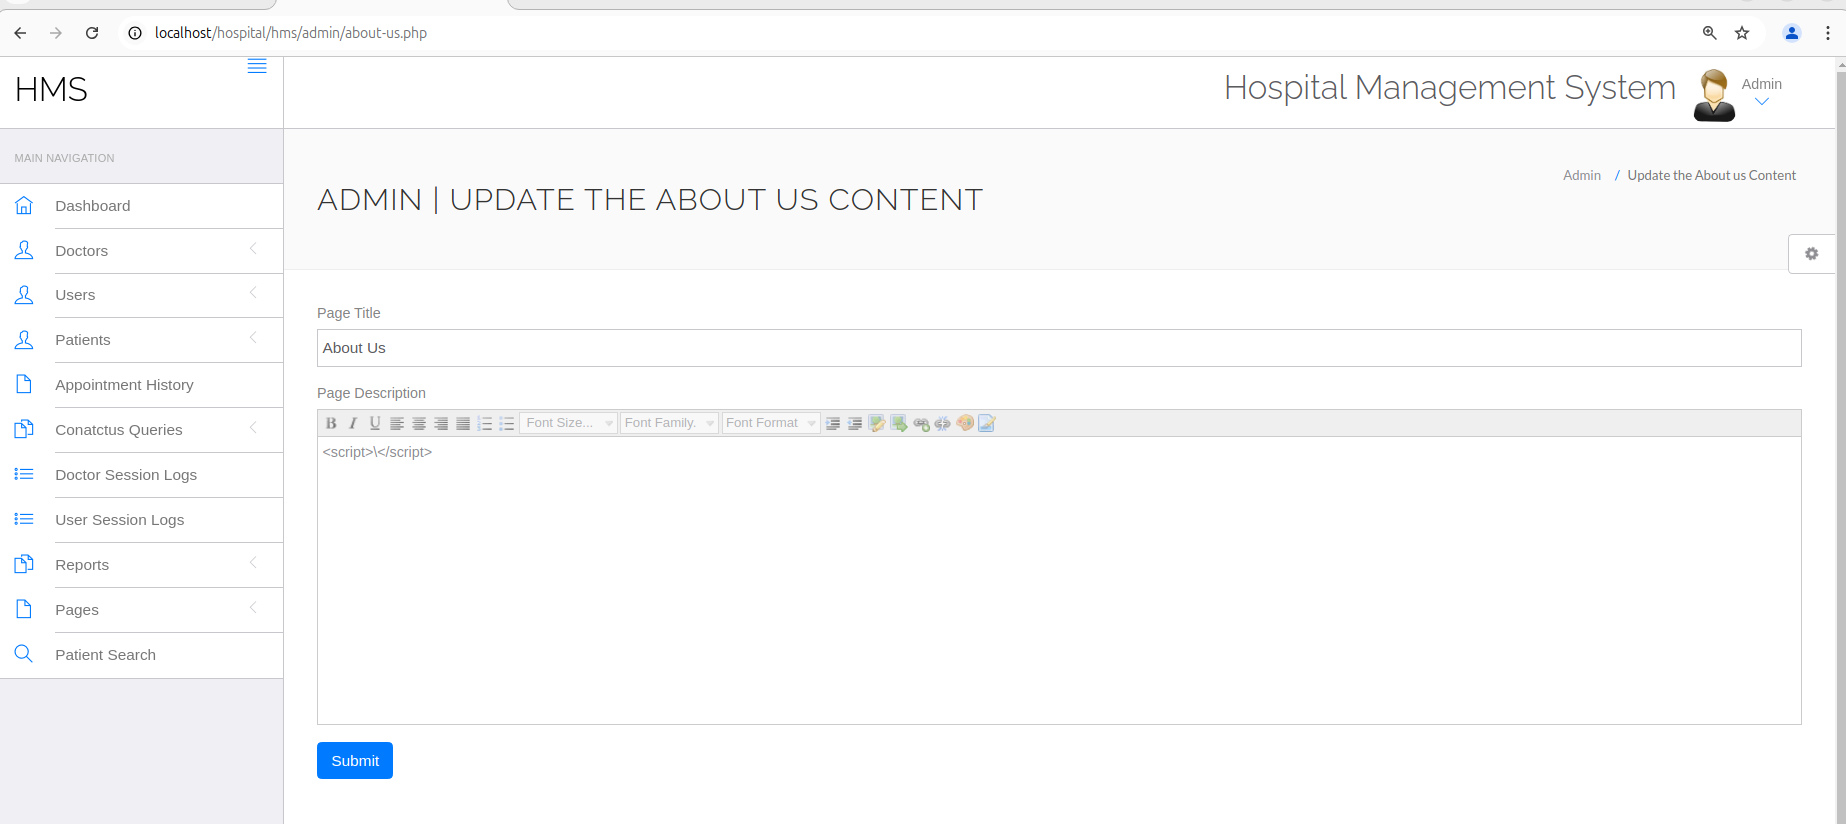 localhost/hospital/hms/admin/about-us.php
HMS
Hospital Management System
Admin
MAIN NAVIGATION
Dashboard
Doctors
Users
Patients
Appointment History
Conatctus Queries
Doctor Session Logs
User Session Logs
Reports
Pages
Patient Search
ADMIN | UPDATE THE ABOUT US CONTENT
Admin / Update the About us Content
Page Title
About Us
Page Description
B I U Font Size... Font Family. Font Format
<script>\</script>
Submit